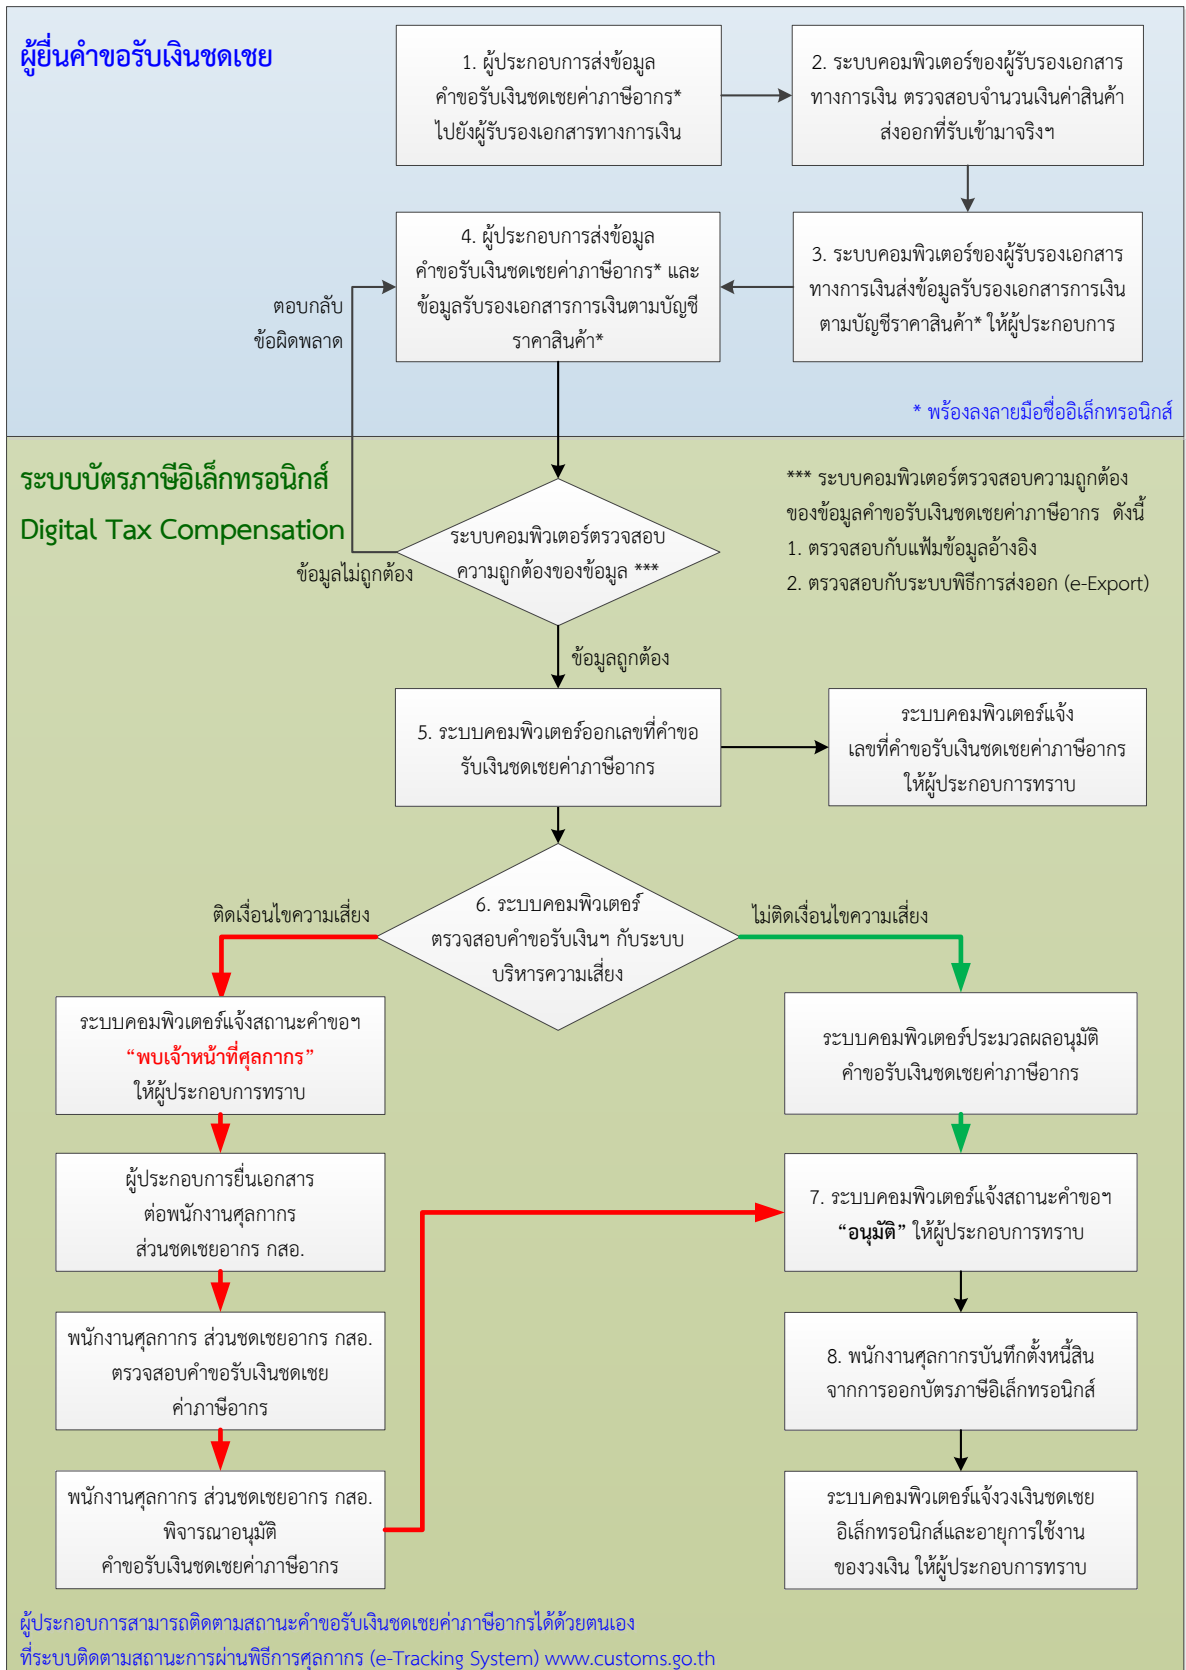 ผู้ยื่นคำขอรับเงินชดเชย
1. ผู้ประกอบการส่งข้อมูล
คำขอรับเงินชดเชยค่าภาษีอากร*
ไปยังผู้รับรองเอกสารทางการเงิน
2. ระบบคอมพิวเตอร์ของผู้รับรองเอกสาร
ทางการเงิน ตรวจสอบจำนวนเงินค่าสินค้า
ส่งออกที่รับเข้ามาจริงฯ
3. ระบบคอมพิวเตอร์ของผู้รับรองเอกสาร
ทางการเงินส่งข้อมูลรับรองเอกสารการเงิน
ตามบัญชีราคาสินค้า* ให้ผู้ประกอบการ
4. ผู้ประกอบการส่งข้อมูล
คำขอรับเงินชดเชยค่าภาษีอากร* และ
ข้อมูลรับรองเอกสารการเงินตามบัญชี
ราคาสินค้า*
ตอบกลับ
ข้อผิดพลาด
* พร้องลงลายมือชื่ออิเล็กทรอนิกส์
ระบบบัตรภาษีอิเล็กทรอนิกส์
Digital Tax Compensation
*** ระบบคอมพิวเตอร์ตรวจสอบความถูกต้อง
ของข้อมูลคำขอรับเงินชดเชยค่าภาษีอากร ดังนี้
1. ตรวจสอบกับแฟ้มข้อมูลอ้างอิง
2. ตรวจสอบกับระบบพิธีการส่งออก (e-Export)
ระบบคอมพิวเตอร์ตรวจสอบ
ความถูกต้องของข้อมูล ***
ข้อมูลไม่ถูกต้อง
ข้อมูลถูกต้อง
5. ระบบคอมพิวเตอร์ออกเลขที่คำขอ
รับเงินชดเชยค่าภาษีอากร
ระบบคอมพิวเตอร์แจ้ง
เลขที่คำขอรับเงินชดเชยค่าภาษีอากร
ให้ผู้ประกอบการทราบ
6. ระบบคอมพิวเตอร์
ตรวจสอบคำขอรับเงินฯ กับระบบ
บริหารความเสี่ยง
ติดเงื่อนไขความเสี่ยง
ไม่ติดเงื่อนไขความเสี่ยง
ระบบคอมพิวเตอร์แจ้งสถานะคำขอฯ
“พบเจ้าหน้าที่ศุลกากร”
ให้ผู้ประกอบการทราบ
ระบบคอมพิวเตอร์ประมวลผลอนุมัติ
คำขอรับเงินชดเชยค่าภาษีอากร
ผู้ประกอบการยื่นเอกสาร
ต่อพนักงานศุลกากร
ส่วนชดเชยอากร กสอ.
7. ระบบคอมพิวเตอร์แจ้งสถานะคำขอฯ
“อนุมัติ” ให้ผู้ประกอบการทราบ
พนักงานศุลกากร ส่วนชดเชยอากร กสอ.
ตรวจสอบคำขอรับเงินชดเชย
ค่าภาษีอากร
8. พนักงานศุลกากรบันทึกตั้งหนี้สิน
จากการออกบัตรภาษีอิเล็กทรอนิกส์
พนักงานศุลกากร ส่วนชดเชยอากร กสอ.
พิจารณาอนุมัติ
คำขอรับเงินชดเชยค่าภาษีอากร
ระบบคอมพิวเตอร์แจ้งวงเงินชดเชย
อิเล็กทรอนิกส์และอายุการใช้งาน
ของวงเงิน ให้ผู้ประกอบการทราบ
ผู้ประกอบการสามารถติดตามสถานะคำขอรับเงินชดเชยค่าภาษีอากรได้ด้วยตนเอง
ที่ระบบติดตามสถานะการผ่านพิธีการศุลกากร (e-Tracking System) www.customs.go.th